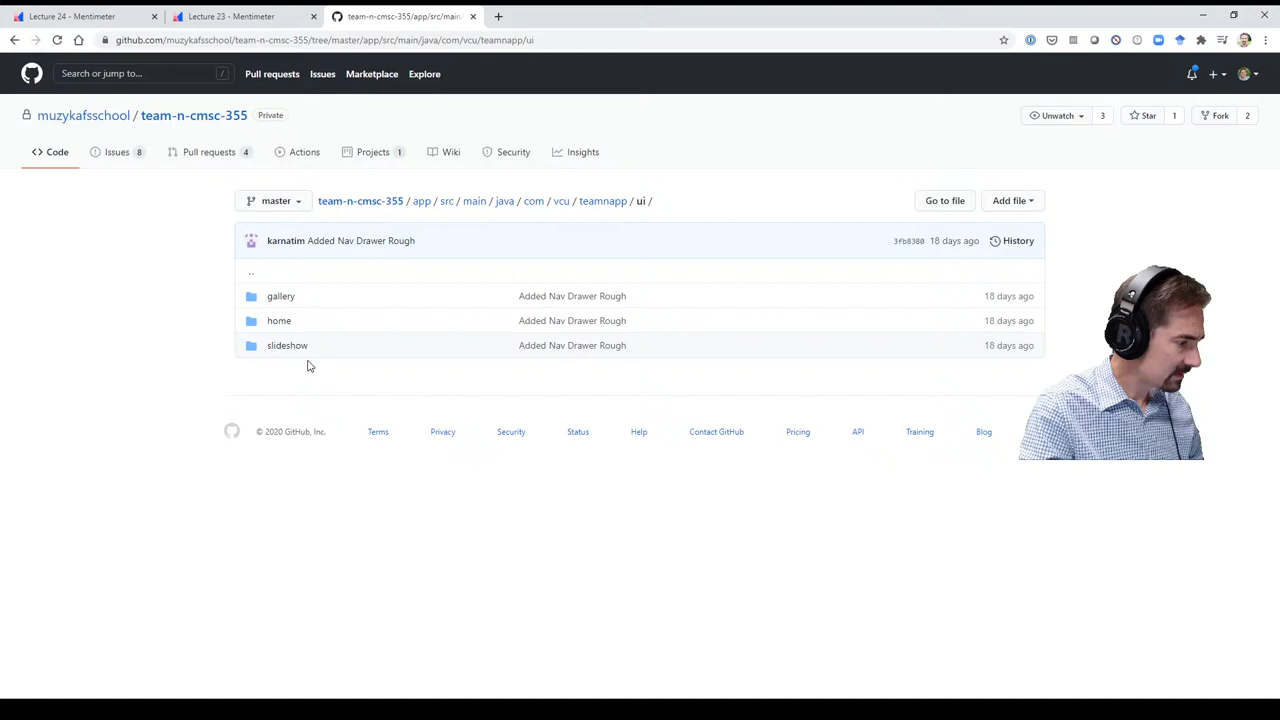 Lecture 24 - Mentimeter
Lecture 23 - Mentimeter
team-n-cmsc-355/app/src/main
github.com/muzykafsschool/team-n-cmsc-355/tree/master/app/src/main/java/com/vcu/teamnapp/ui
Search or jump to... /
Pull requests Issues Marketplace Explore
muzykafsschool / team-n-cmsc-355 Private
Unwatch 3 Star 1 Fork 2
<> Code Issues 8 Pull requests 4 Actions Projects 1 Wiki Security Insights
master team-n-cmsc-355 / app / src / main / java / com / vcu / teamnapp / ui / Go to file Add file
karnatim Added Nav Drawer Rough 3fb8380 18 days ago History
..
gallery Added Nav Drawer Rough 18 days ago
home Added Nav Drawer Rough 18 days ago
slideshow Added Nav Drawer Rough 18 days ago
© 2020 GitHub, Inc. Terms Privacy Security Status Help Contact GitHub Pricing API Training Blog
R